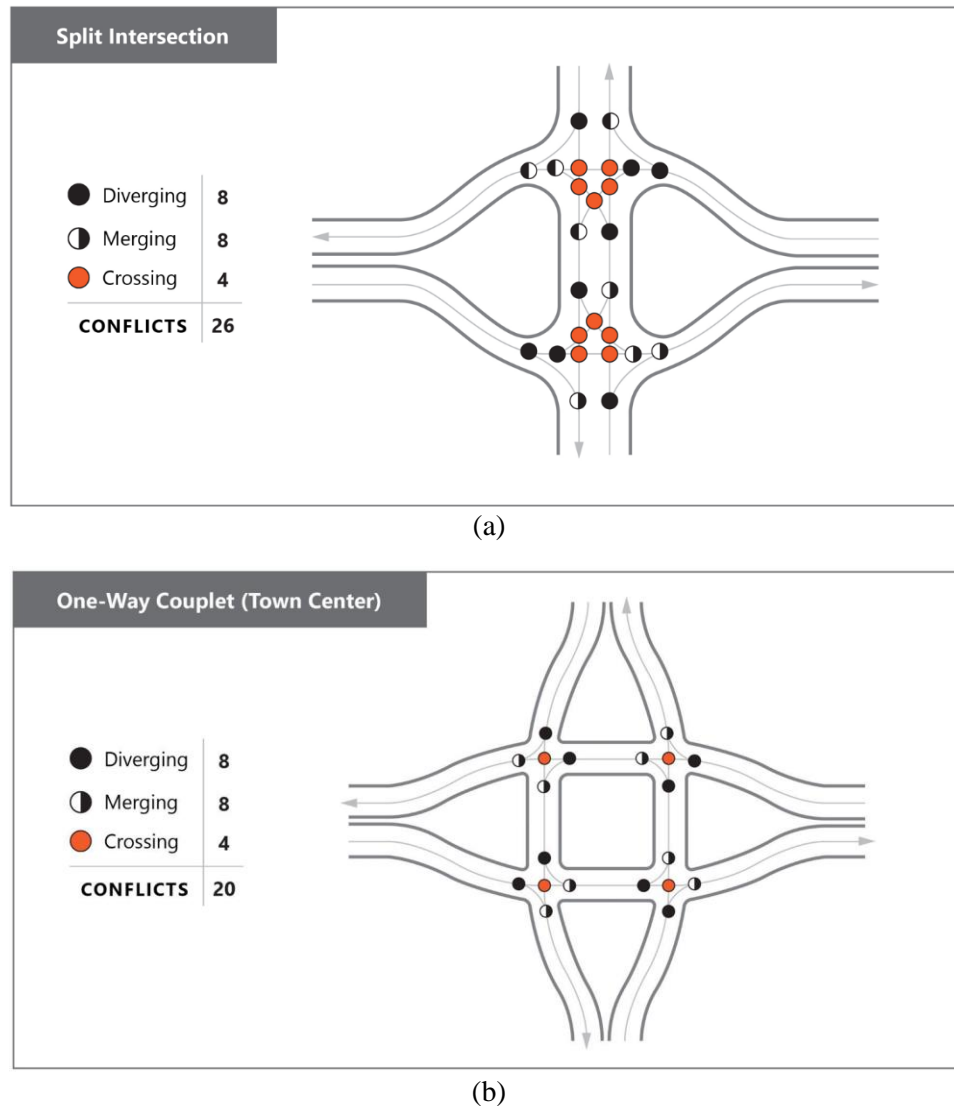 Split Intersection
Diverging 8
Merging 8
Crossing 4
CONFLICTS 26
(a)
One-Way Couplet (Town Center)
Diverging 8
Merging 8
Crossing 4
CONFLICTS 20
(b)